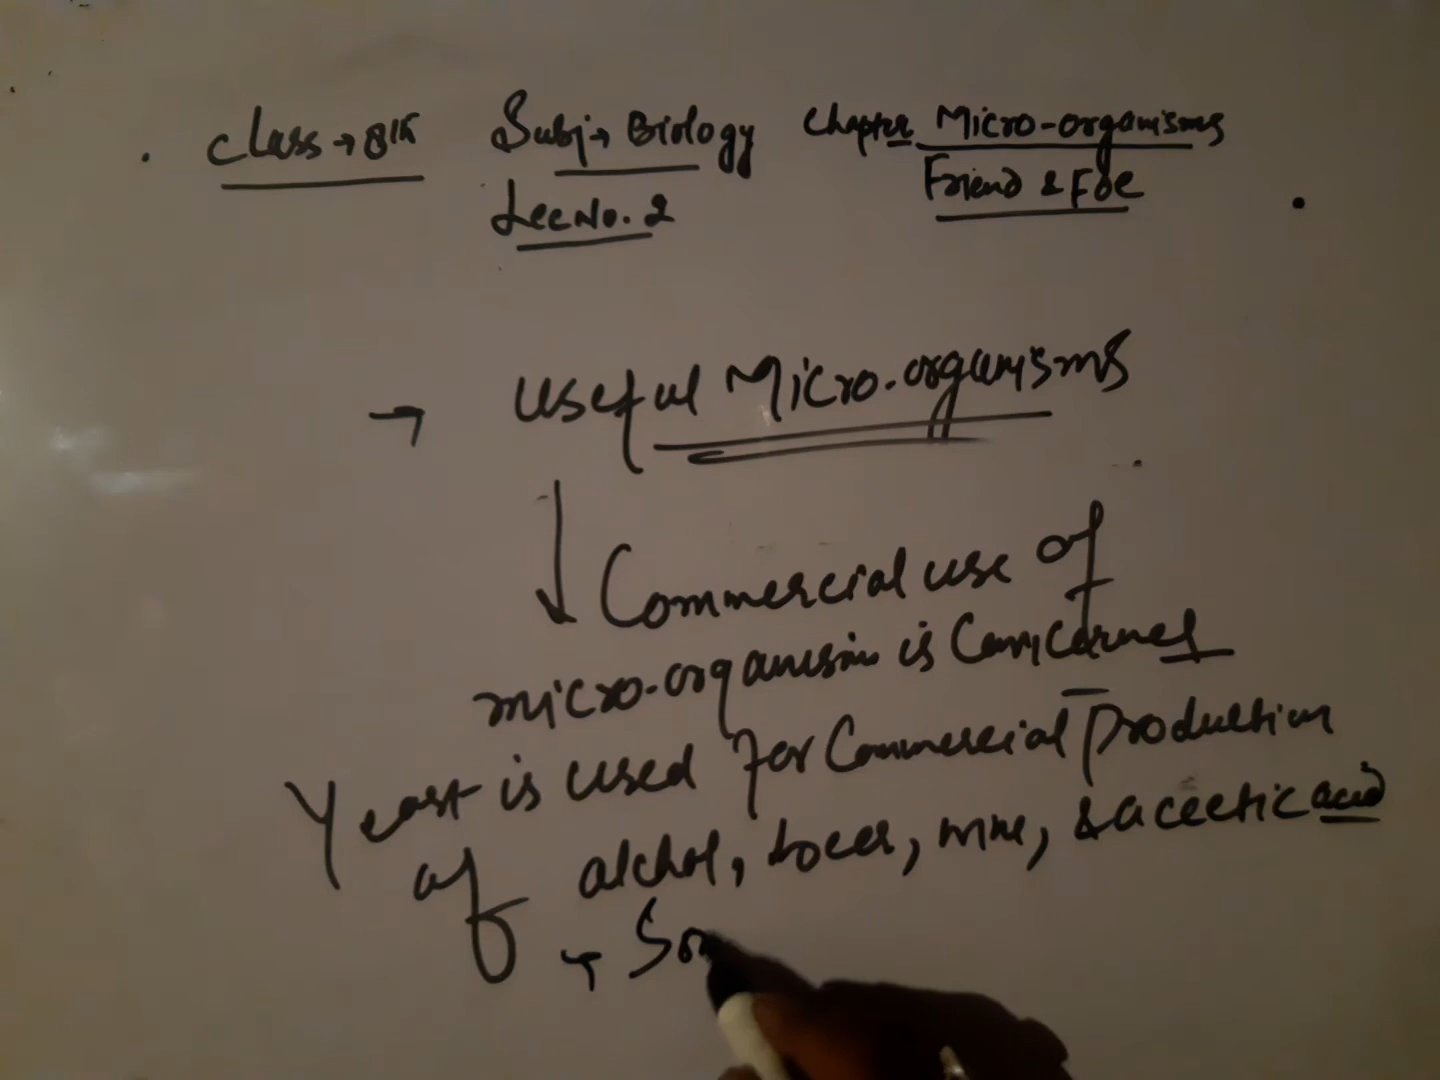 Class → 8th Subj → Biology Chapter Micro-organisms
Lec No. 2 Friend & Foe
→ Useful Micro-organisms
↓ Commercial use of
micro-organism is
Yeast is used for Commercial Production
of alchol, beer, wine, & aceetic acid
→ So